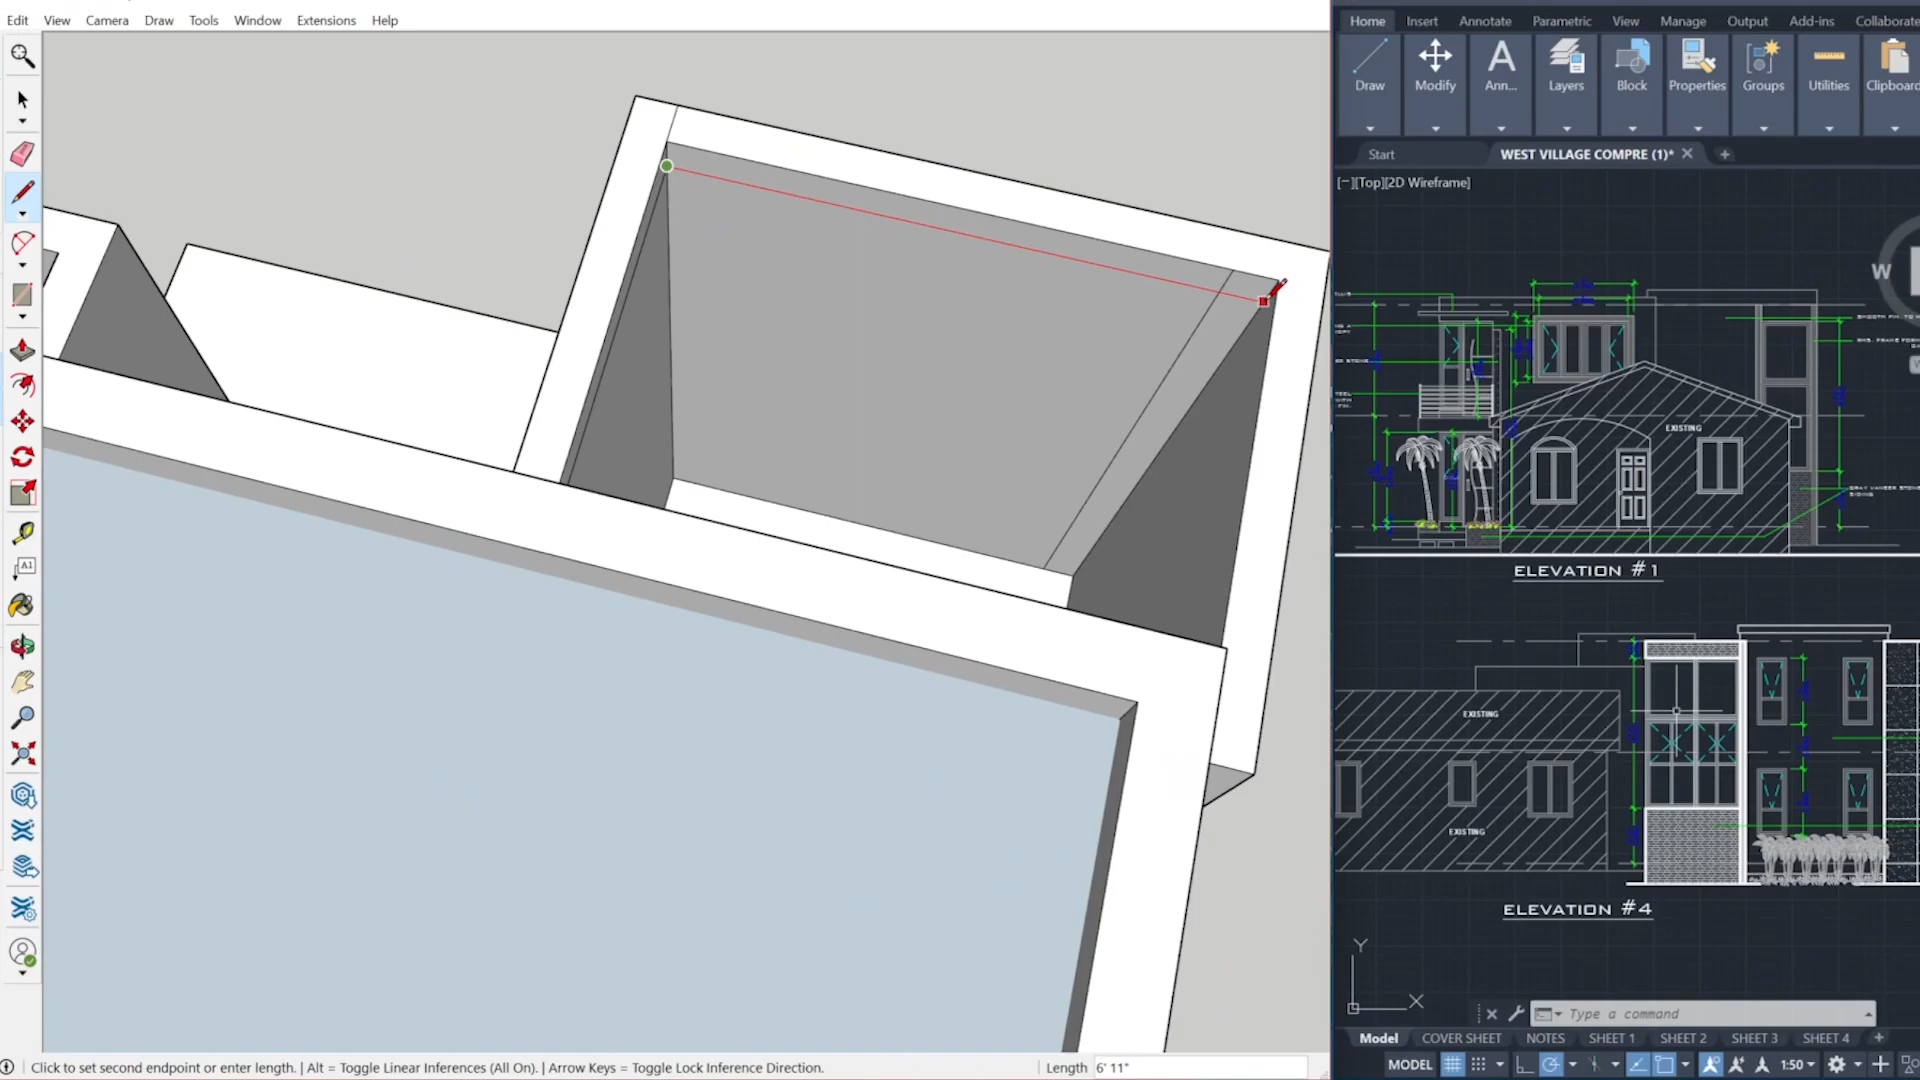 Edit View Camera Draw Tools Window Extensions Help
A1
Click to set second endpoint or enter length. | Alt = Toggle Linear Inferences (All On). | Arrow Keys = Toggle Lock Inference Direction.
Length 6' 11"
Home Insert Annotate Parametric View Manage Output Add-ins Collaborate
Draw Modify Ann... Layers Block Properties Groups Utilities Clipboard
Start WEST VILLAGE COMPRE (1)*
[−][Top][2D Wireframe]
W
EXISTING
ELEVATION #1
EXISTING
EXISTING
ELEVATION #4
Y
X
Type a command
Model COVER SHEET NOTES SHEET 1 SHEET 2 SHEET 3 SHEET 4
MODEL 1:50